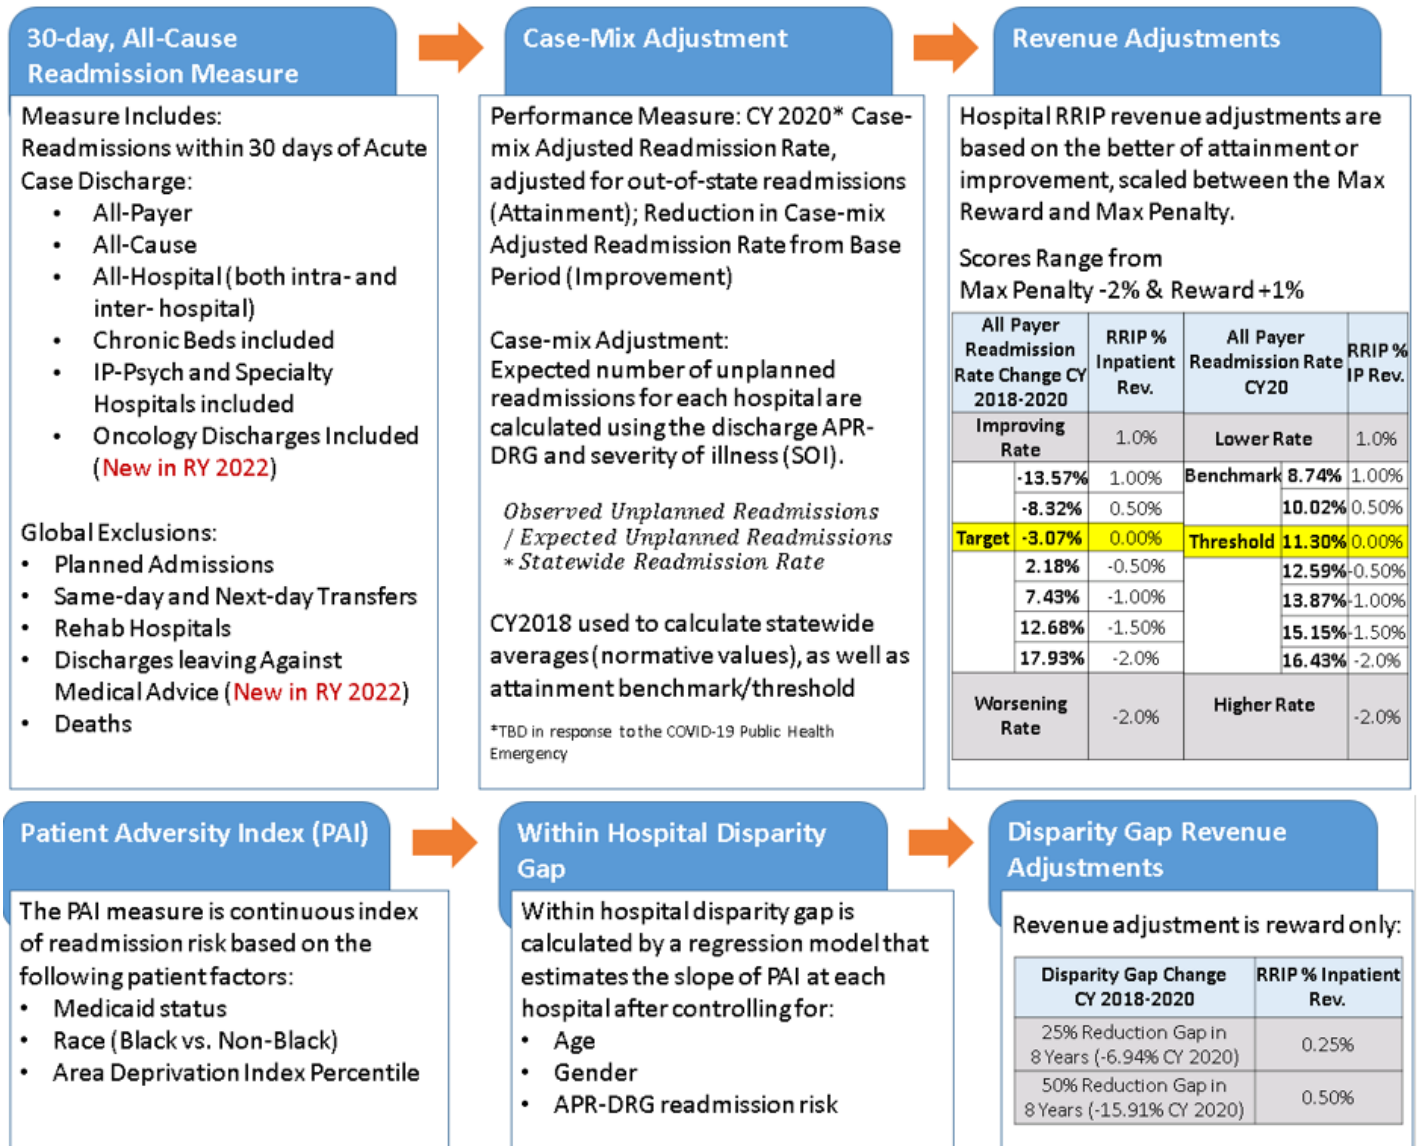 30-day, All-Cause
Readmission Measure
Measure Includes:
Readmissions within 30 days of Acute
Case Discharge:
• All-Payer
• All-Cause
• All-Hospital (both intra- and
inter- hospital)
• Chronic Beds included
• IP-Psych and Specialty
Hospitals included
• Oncology Discharges Included
(New in RY 2022)
Global Exclusions:
• Planned Admissions
• Same-day and Next-day Transfers
• Rehab Hospitals
• Discharges leaving Against
Medical Advice (New in RY 2022)
• Deaths
Case-Mix Adjustment
Performance Measure: CY 2020* Case-
mix Adjusted Readmission Rate,
adjusted for out-of-state readmissions
(Attainment); Reduction in Case-mix
Adjusted Readmission Rate from Base
Period (Improvement)
Case-mix Adjustment:
Expected number of unplanned
readmissions for each hospital are
calculated using the discharge APR-
DRG and severity of illness (SOI).
Observed Unplanned Readmissions
/ Expected Unplanned Readmissions
* Statewide Readmission Rate
CY2018 used to calculate statewide
averages (normative values), as well as
attainment benchmark/threshold
*TBD in response to the COVID-19 Public Health
Emergency
Revenue Adjustments
Hospital RRIP revenue adjustments are
based on the better of attainment or
improvement, scaled between the Max
Reward and Max Penalty.
Scores Range from
Max Penalty -2% & Reward +1%
All Payer
Readmission
Rate Change CY
2018-2020
RRIP %
Inpatient
Rev.
All Payer
Readmission Rate
CY20
RRIP %
IP Rev.
Improving
Rate
1.0%
Lower Rate
1.0%
-13.57% 1.00% Benchmark 8.74% 1.00%
-8.32% 0.50% 10.02% 0.50%
Target -3.07% 0.00% Threshold 11.30% 0.00%
2.18% -0.50% 12.59% -0.50%
7.43% -1.00% 13.87% -1.00%
12.68% -1.50% 15.15% -1.50%
17.93% -2.0% 16.43% -2.0%
Worsening
Rate
-2.0%
Higher Rate
-2.0%
Patient Adversity Index (PAI)
The PAI measure is continuous index
of readmission risk based on the
following patient factors:
• Medicaid status
• Race (Black vs. Non-Black)
• Area Deprivation Index Percentile
Within Hospital Disparity
Gap
Within hospital disparity gap is
calculated by a regression model that
estimates the slope of PAI at each
hospital after controlling for:
• Age
• Gender
• APR-DRG readmission risk
Disparity Gap Revenue
Adjustments
Revenue adjustment is reward only:
Disparity Gap Change
CY 2018-2020
RRIP % Inpatient
Rev.
25% Reduction Gap in
8 Years (-6.94% CY 2020)
0.25%
50% Reduction Gap in
8 Years (-15.91% CY 2020)
0.50%